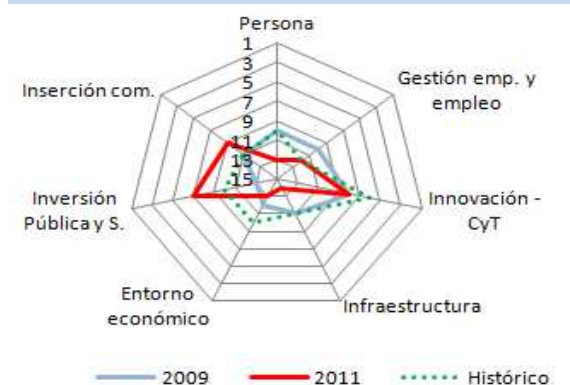 Persona
1
3
5
7
9
11
13
15
Gestión emp. y
empleo
Innovación -
CyT
Infraestructura
Entorno
económico
Inversión
Pública y S.
Inserción com.
2009
2011
Histórico